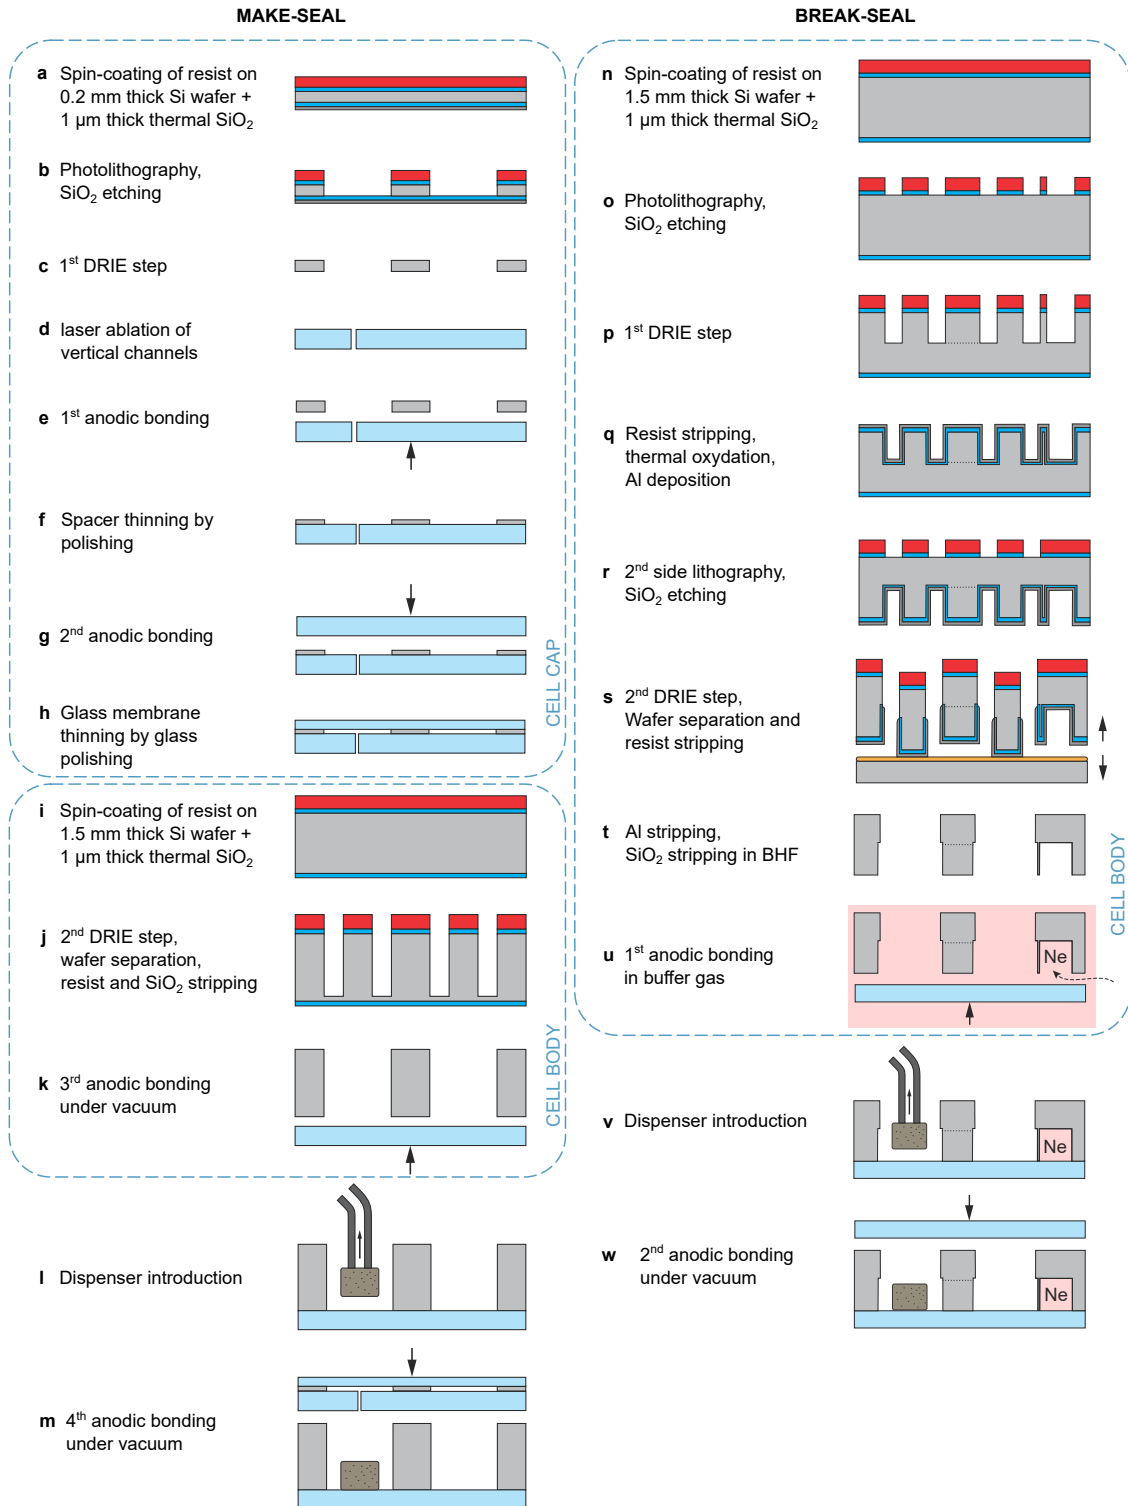 MAKE-SEAL
a Spin-coating of resist on
0.2 mm thick Si wafer +
1 µm thick thermal SiO₂
b Photolithography,
SiO₂ etching
c 1ˢᵗ DRIE step
d laser ablation of
vertical channels
e 1ˢᵗ anodic bonding
f Spacer thinning by
polishing
g 2ⁿᵈ anodic bonding
h Glass membrane
thinning by glass
polishing
CELL CAP
i Spin-coating of resist on
1.5 mm thick Si wafer +
1 µm thick thermal SiO₂
j 2ⁿᵈ DRIE step,
wafer separation,
resist and SiO₂ stripping
k 3ʳᵈ anodic bonding
under vacuum
CELL BODY
l Dispenser introduction
m 4ᵗʰ anodic bonding
under vacuum
BREAK-SEAL
n Spin-coating of resist on
1.5 mm thick Si wafer +
1 µm thick thermal SiO₂
o Photolithography,
SiO₂ etching
p 1ˢᵗ DRIE step
q Resist stripping,
thermal oxydation,
Al deposition
r 2ⁿᵈ side lithography,
SiO₂ etching
s 2ⁿᵈ DRIE step,
Wafer separation and
resist stripping
t Al stripping,
SiO₂ stripping in BHF
u 1ˢᵗ anodic bonding
in buffer gas
Ne
CELL BODY
v Dispenser introduction
Ne
w 2ⁿᵈ anodic bonding
under vacuum
Ne